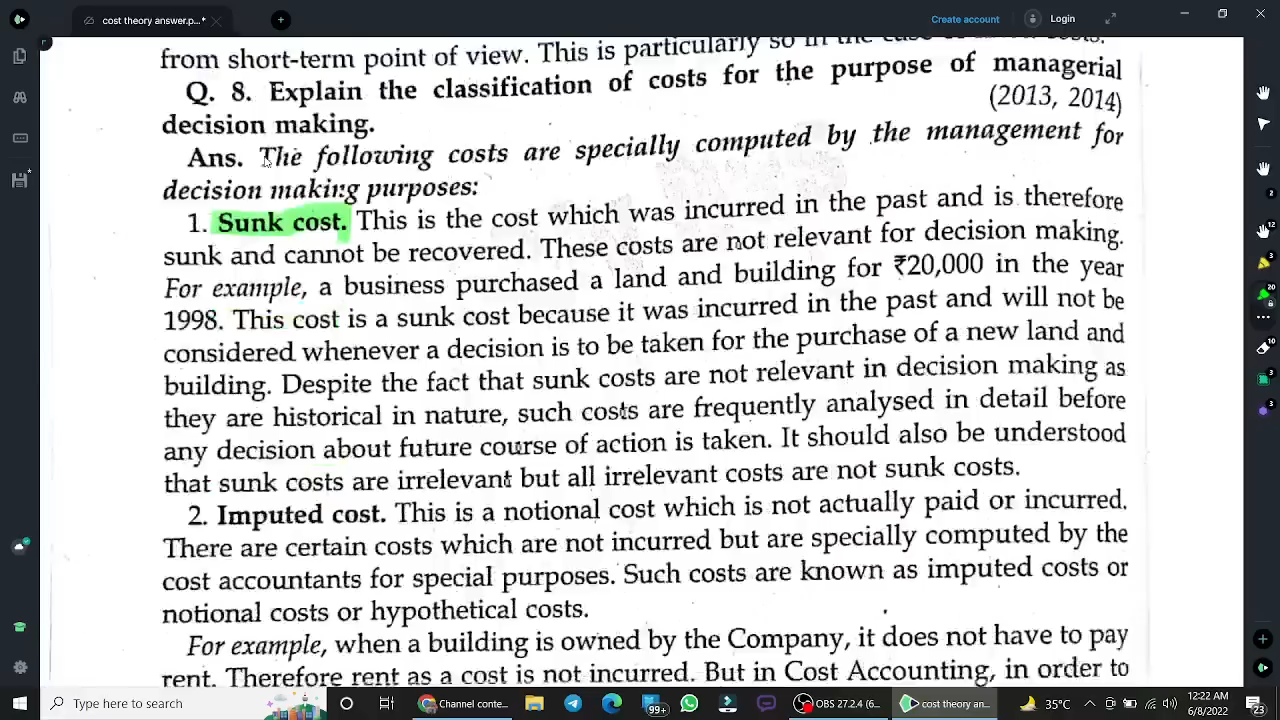 cost theory answer.p...
Create account
Login
from short-term point of view. This is particularly so in the case of
Q. 8. Explain the classification of costs for the purpose of managerial
decision making.
(2013, 2014)
Ans. The following costs are specially computed by the management for
decision making purposes:
1. Sunk cost. This is the cost which was incurred in the past and is therefore
sunk and cannot be recovered. These costs are not relevant for decision making.
For example, a business purchased a land and building for ₹20,000 in the year
1998. This cost is a sunk cost because it was incurred in the past and will not be
considered whenever a decision is to be taken for the purchase of a new land and
building. Despite the fact that sunk costs are not relevant in decision making as
they are historical in nature, such costs are frequently analysed in detail before
any decision about future course of action is taken. It should also be understood
that sunk costs are irrelevant but all irrelevant costs are not sunk costs.
2. Imputed cost. This is a notional cost which is not actually paid or incurred.
There are certain costs which are not incurred but are specially computed by the
cost accountants for special purposes. Such costs are known as imputed costs or
notional costs or hypothetical costs.
For example, when a building is owned by the Company, it does not have to pay
rent. Therefore rent as a cost is not incurred. But in Cost Accounting, in order to
2
12
3
20
10
3
3
Type here to search
Channel conte...
99+
OBS 27.2.4 (6...
cost theory an...
35°C
12:22 AM
6/8/2022
23